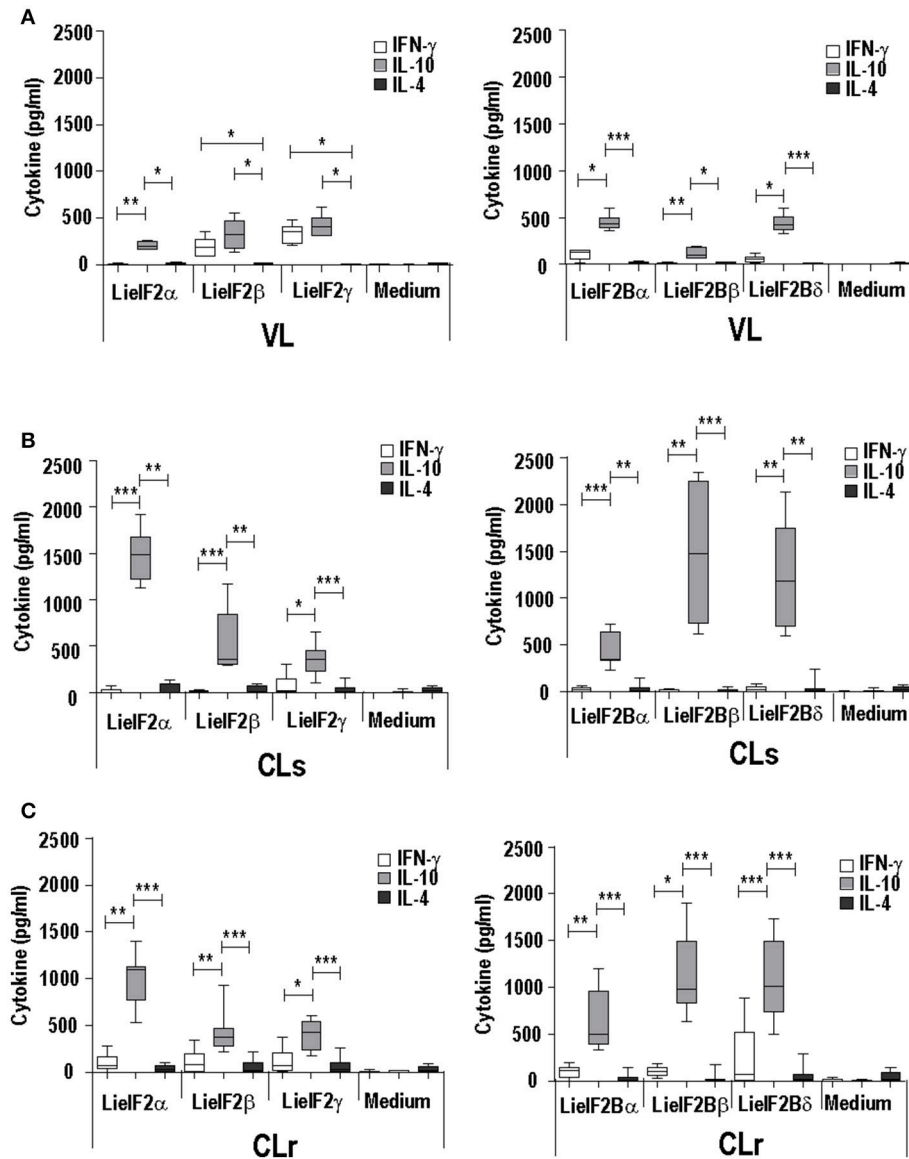 A
Cytokine (pg/ml)
2500
2000
1500
1000
500
0
IFN-γ
IL-10
IL-4
** * * * * *
LieIF2α LieIF2β LieIF2γ Medium
VL
Cytokine (pg/ml)
2500
2000
1500
1000
500
0
IFN-γ
IL-10
IL-4
* *** ** * * ***
LieIF2Bα LieIF2Bβ LieIF2Bδ Medium
VL
B
Cytokine (pg/ml)
2500
2000
1500
1000
500
0
IFN-γ
IL-10
IL-4
*** ** *** ** * ***
LieIF2α LieIF2β LieIF2γ Medium
CLs
Cytokine (pg/ml)
2500
2000
1500
1000
500
0
IFN-γ
IL-10
IL-4
*** ** ** *** ** **
LieIF2Bα LieIF2Bβ LieIF2Bδ Medium
CLs
C
Cytokine (pg/ml)
2500
2000
1500
1000
500
0
IFN-γ
IL-10
IL-4
** *** ** *** * ***
LieIF2α LieIF2β LieIF2γ Medium
CLr
Cytokine (pg/ml)
2500
2000
1500
1000
500
0
IFN-γ
IL-10
IL-4
** *** * *** *** ***
LieIF2Bα LieIF2Bβ LieIF2Bδ Medium
CLr